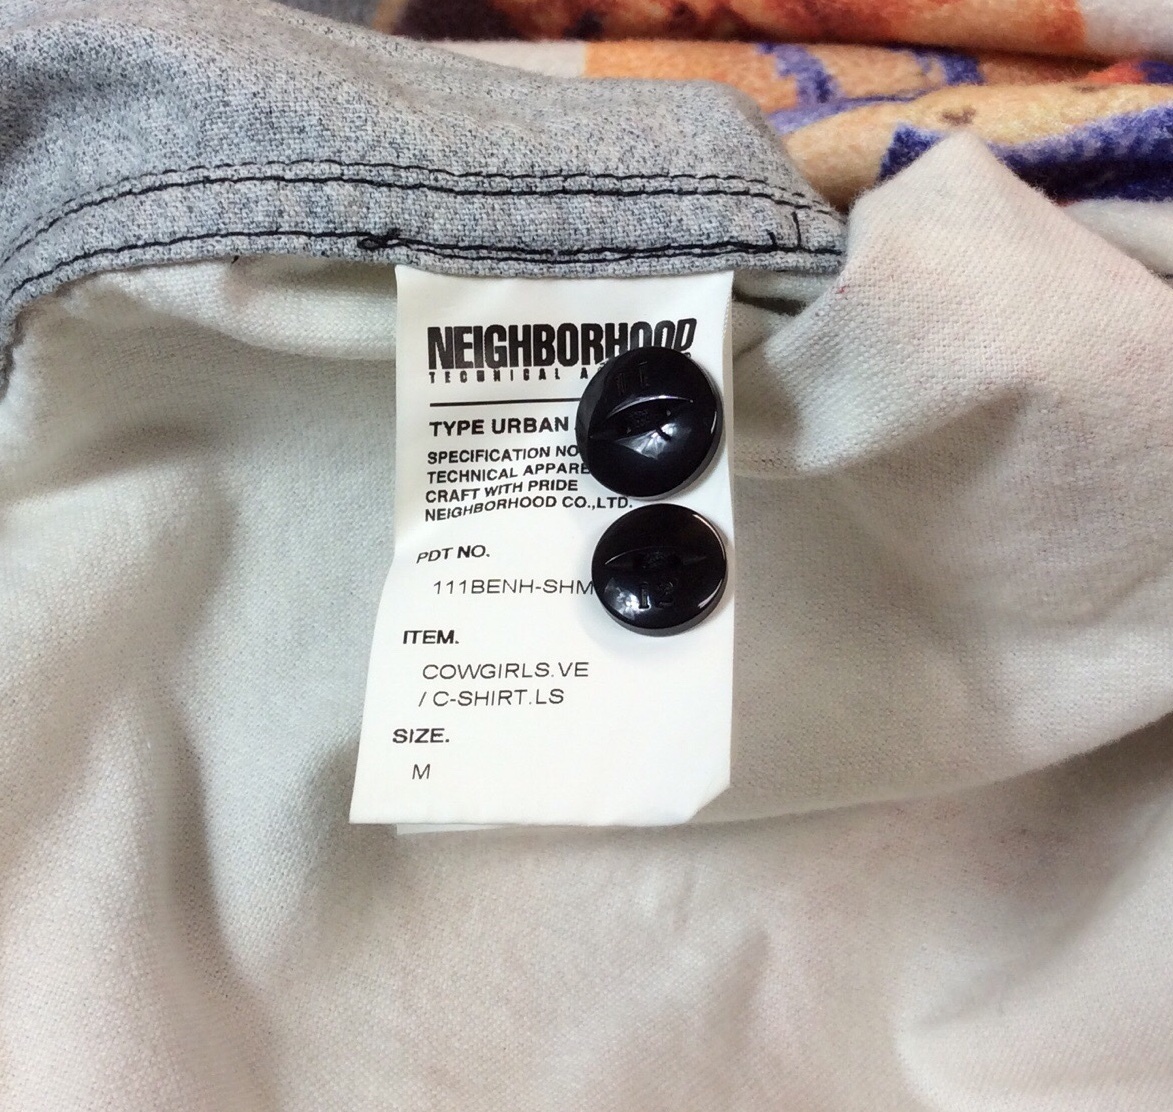 NEIGHBORHOOD
TECHNICAL
TYPE URBAN
SPECIFICATION NO
TECHNICAL
CRAFT WITH PRIDE
NEIGHBORHOOD CO.,LTD.
PDT NO.
111BENH-SHM
ITEM.
COWGIRLS.VE
/ C-SHIRT.LS
SIZE.
M